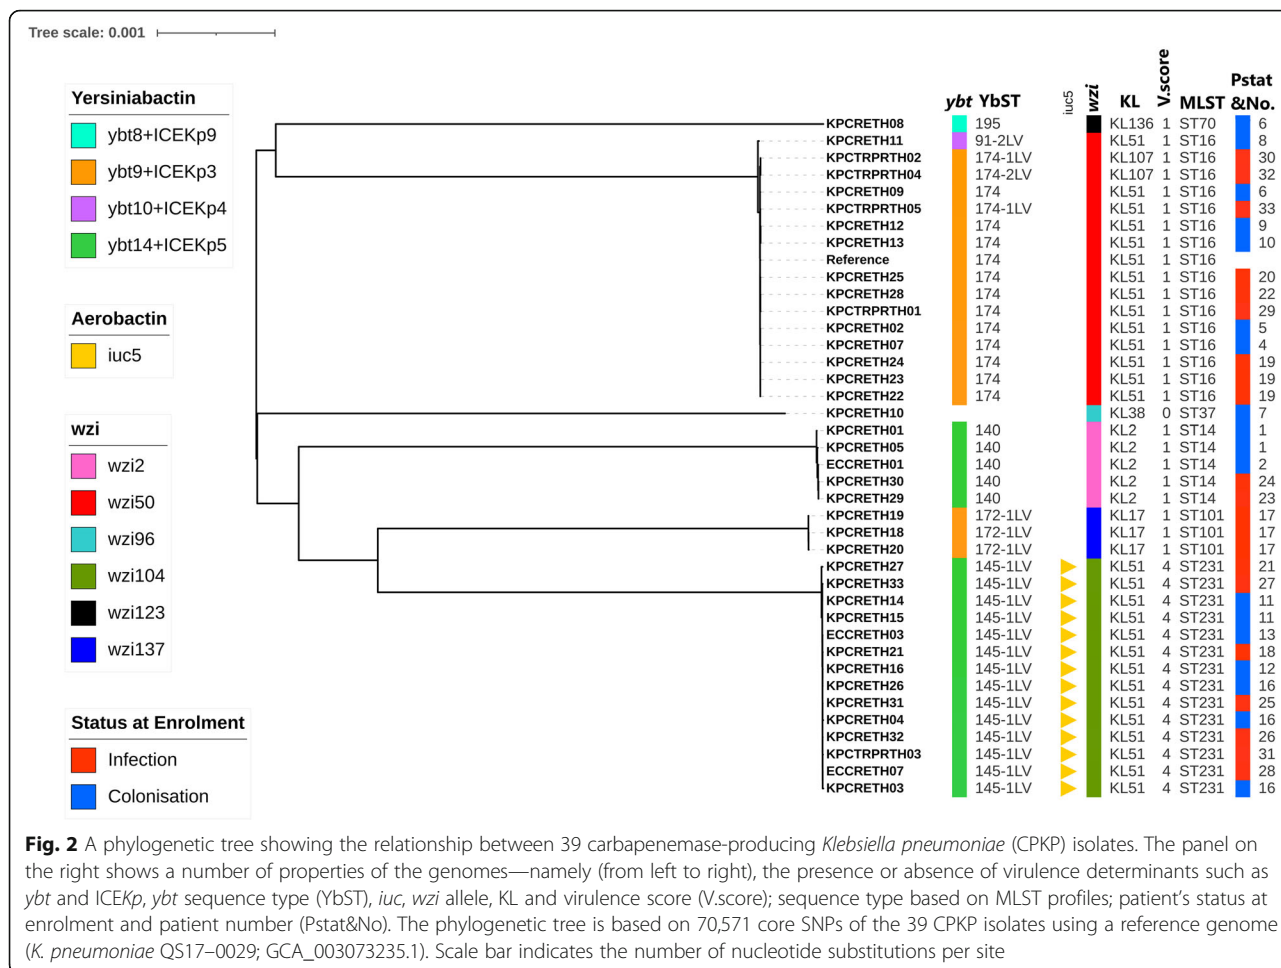 Tree scale: 0.001
Yersiniabactin
ybt8+ICEKp9
ybt9+ICEKp3
ybt10+ICEKp4
ybt14+ICEKp5
Aerobactin
iuc5
wzi
wzi2
wzi50
wzi96
wzi104
wzi123
wzi137
Status at Enrolment
Infection
Colonisation
ybt YbST iuc5 wzi KL V.score MLST Pstat &No.
KPCRETH08 195 KL136 1 ST70 6
KPCRETH11 91-2LV KL51 1 ST16 8
KPCTRPRTH02 174-1LV KL107 1 ST16 30
KPCTRPRTH04 174-2LV KL107 1 ST16 32
KPCRETH09 174 KL51 1 ST16 6
KPCTRPRTH05 174-1LV KL51 1 ST16 33
KPCRETH12 174 KL51 1 ST16 9
KPCRETH13 174 KL51 1 ST16 10
Reference 174 KL51 1 ST16
KPCRETH25 174 KL51 1 ST16 20
KPCRETH28 174 KL51 1 ST16 22
KPCTRPRTH01 174 KL51 1 ST16 29
KPCRETH02 174 KL51 1 ST16 5
KPCRETH07 174 KL51 1 ST16 4
KPCRETH24 174 KL51 1 ST16 19
KPCRETH23 174 KL51 1 ST16 19
KPCRETH22 174 KL51 1 ST16 19
KPCRETH10 KL38 0 ST37 7
KPCRETH01 140 KL2 1 ST14 1
KPCRETH05 140 KL2 1 ST14 1
ECCRETH01 140 KL2 1 ST14 2
KPCRETH30 140 KL2 1 ST14 24
KPCRETH29 140 KL2 1 ST14 23
KPCRETH19 172-1LV KL17 1 ST101 17
KPCRETH18 172-1LV KL17 1 ST101 17
KPCRETH20 172-1LV KL17 1 ST101 17
KPCRETH27 145-1LV KL51 4 ST231 21
KPCRETH33 145-1LV KL51 4 ST231 27
KPCRETH14 145-1LV KL51 4 ST231 11
KPCRETH15 145-1LV KL51 4 ST231 11
ECCRETH03 145-1LV KL51 4 ST231 13
KPCRETH21 145-1LV KL51 4 ST231 18
KPCRETH16 145-1LV KL51 4 ST231 12
KPCRETH26 145-1LV KL51 4 ST231 16
KPCRETH31 145-1LV KL51 4 ST231 25
KPCRETH04 145-1LV KL51 4 ST231 16
KPCRETH32 145-1LV KL51 4 ST231 26
KPCTRPRTH03 145-1LV KL51 4 ST231 31
ECCRETH07 145-1LV KL51 4 ST231 28
KPCRETH03 145-1LV KL51 4 ST231 16
Fig. 2 A phylogenetic tree showing the relationship between 39 carbapenemase-producing Klebsiella pneumoniae (CPKP) isolates. The panel on
the right shows a number of properties of the genomes—namely (from left to right), the presence or absence of virulence determinants such as
ybt and ICEKp, ybt sequence type (YbST), iuc, wzi allele, KL and virulence score (V.score); sequence type based on MLST profiles; patient's status at
enrolment and patient number (Pstat&No). The phylogenetic tree is based on 70,571 core SNPs of the 39 CPKP isolates using a reference genome
(K. pneumoniae QS17–0029; GCA_003073235.1). Scale bar indicates the number of nucleotide substitutions per site